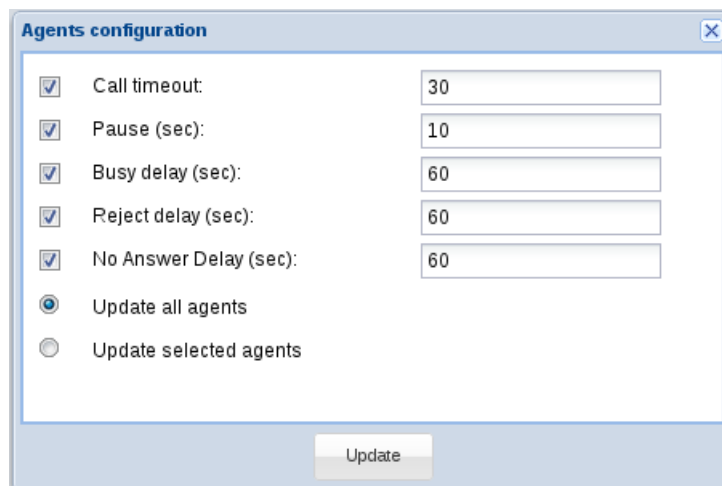 Agents configuration
Call timeout: 30
Pause (sec): 10
Busy delay (sec): 60
Reject delay (sec): 60
No Answer Delay (sec): 60
Update all agents
Update selected agents
Update